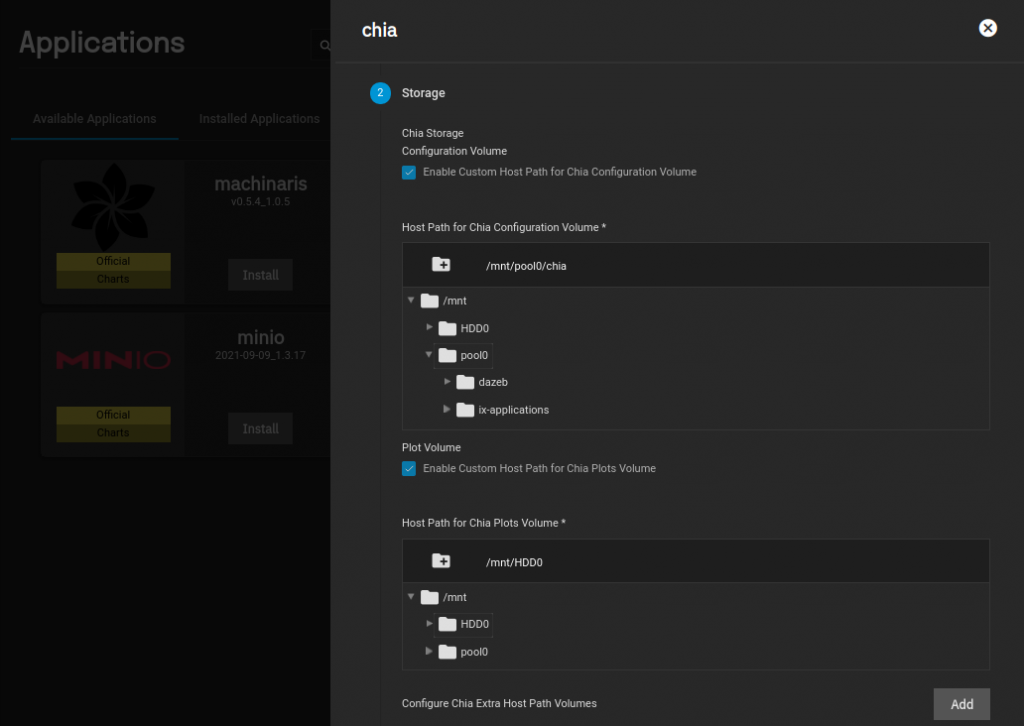 Applications
Available Applications
Installed Applications
machinaris
v0.5.4_1.0.5
Official
Charts
Install
MINIO
minio
2021-09-09_1.3.17
Official
Charts
Install
chia
2
Storage
Chia Storage
Configuration Volume
Enable Custom Host Path for Chia Configuration Volume
Host Path for Chia Configuration Volume *
/mnt/pool0/chia
/mnt
HDD0
pool0
dazeb
ix-applications
Plot Volume
Enable Custom Host Path for Chia Plots Volume
Host Path for Chia Plots Volume *
/mnt/HDD0
/mnt
HDD0
pool0
Configure Chia Extra Host Path Volumes
Add